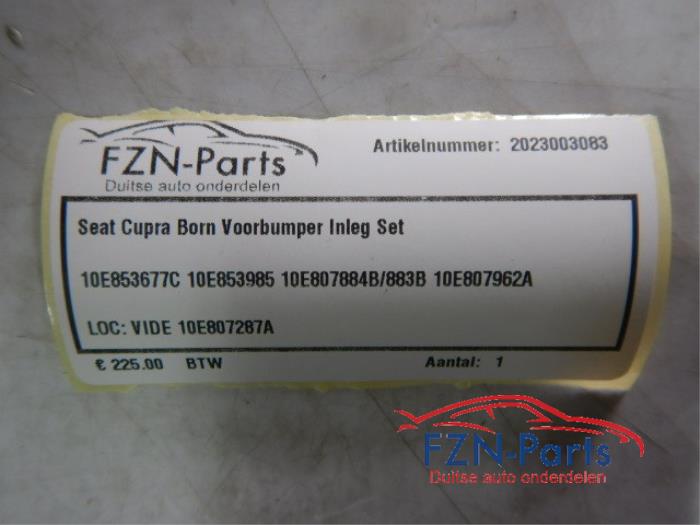 FZN-Parts
Duitse auto onderdelen
Artikelnummer: 2023003083
Seat Cupra Born Voorbumper Inleg Set
10E853677C 10E853985 10E807884B/883B 10E807962A
LOC: VIDE 10E807287A
€ 225.00 BTW Aantal: 1
FZN-Parts
Duitse auto onderdelen